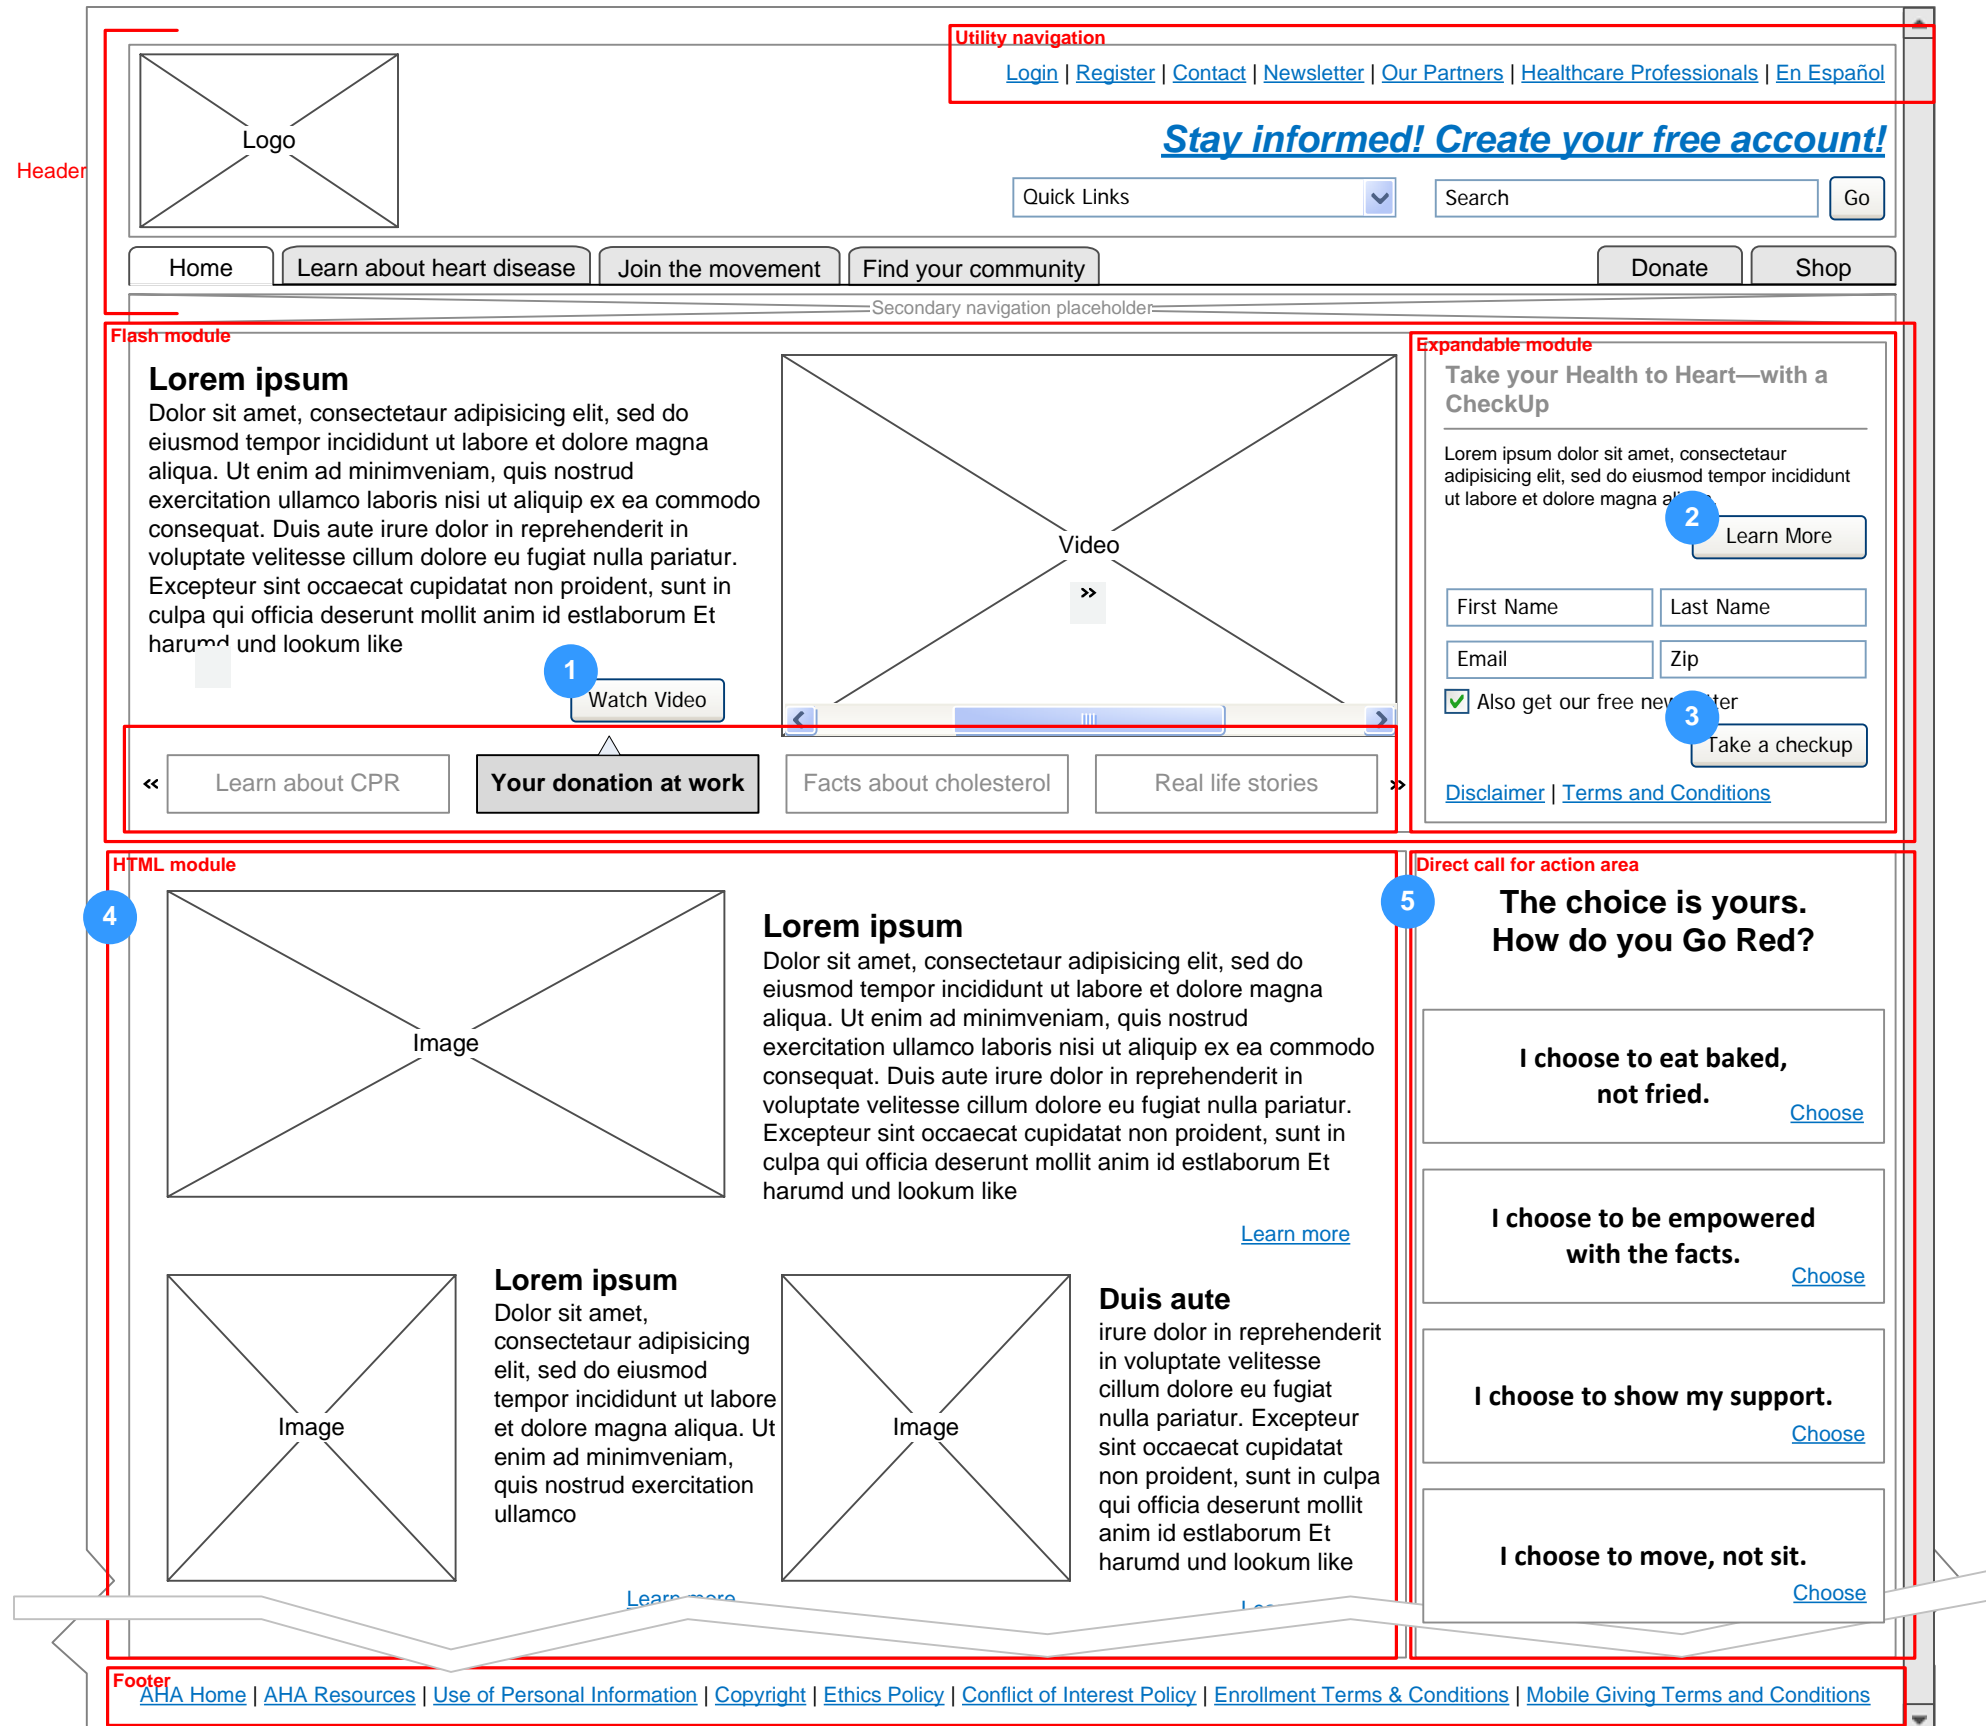 Utility navigation
Login | Register | Contact | Newsletter | Our Partners | Healthcare Professionals | En Español
Logo
Stay informed! Create your free account!
Header
Quick Links
Search
Go
Home
Learn about heart disease
Join the movement
Find your community
Donate
Shop
Secondary navigation placeholder
Flash module
Lorem ipsum
Dolor sit amet, consectetaur adipisicing elit, sed do
eiusmod tempor incididunt ut labore et dolore magna
aliqua. Ut enim ad minimveniam, quis nostrud
exercitation ullamco laboris nisi ut aliquip ex ea commodo
consequat. Duis aute irure dolor in reprehenderit in
voluptate velitesse cillum dolore eu fugiat nulla pariatur.
Excepteur sint occaecat cupidatat non proident, sunt in
culpa qui officia deserunt mollit anim id estlaborum Et
harumd und lookum like
1
Watch Video
Video
»
«
Learn about CPR
Your donation at work
Facts about cholesterol
Real life stories
»
Expandable module
Take your Health to Heart—with a
CheckUp
Lorem ipsum dolor sit amet, consectetaur
adipisicing elit, sed do eiusmod tempor incididunt
ut labore et dolore magna
2
Learn More
First Name
Last Name
Email
Zip
Also get our free newsletter
3
Take a checkup
Disclaimer | Terms and Conditions
HTML module
4
Image
Lorem ipsum
Dolor sit amet, consectetaur adipisicing elit, sed do
eiusmod tempor incididunt ut labore et dolore magna
aliqua. Ut enim ad minimveniam, quis nostrud
exercitation ullamco laboris nisi ut aliquip ex ea commodo
consequat. Duis aute irure dolor in reprehenderit in
voluptate velitesse cillum dolore eu fugiat nulla pariatur.
Excepteur sint occaecat cupidatat non proident, sunt in
culpa qui officia deserunt mollit anim id estlaborum Et
harumd und lookum like
Learn more
Image
Lorem ipsum
Dolor sit amet,
consectetaur adipisicing
elit, sed do eiusmod
tempor incididunt ut labore
et dolore magna aliqua. Ut
enim ad minimveniam,
quis nostrud exercitation
ullamco
Learn more
Image
Duis aute
irure dolor in reprehenderit
in voluptate velitesse
cillum dolore eu fugiat
nulla pariatur. Excepteur
sint occaecat cupidatat
non proident, sunt in culpa
qui officia deserunt mollit
anim id estlaborum Et
harumd und lookum like
Direct call for action area
5
The choice is yours.
How do you Go Red?
I choose to eat baked,
not fried.
Choose
I choose to be empowered
with the facts.
Choose
I choose to show my support.
Choose
I choose to move, not sit.
Choose
Footer
AHA Home | AHA Resources | Use of Personal Information | Copyright | Ethics Policy | Conflict of Interest Policy | Enrollment Terms & Conditions | Mobile Giving Terms and Conditions